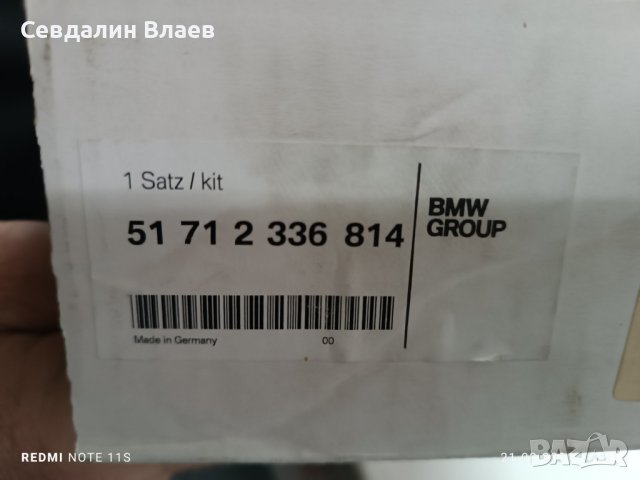 Севдалин Влаев
1 Satz / kit
51 71 2 336 814
BMW
GROUP
Made in Germany
00
REDMI NOTE 11S
BAZAR